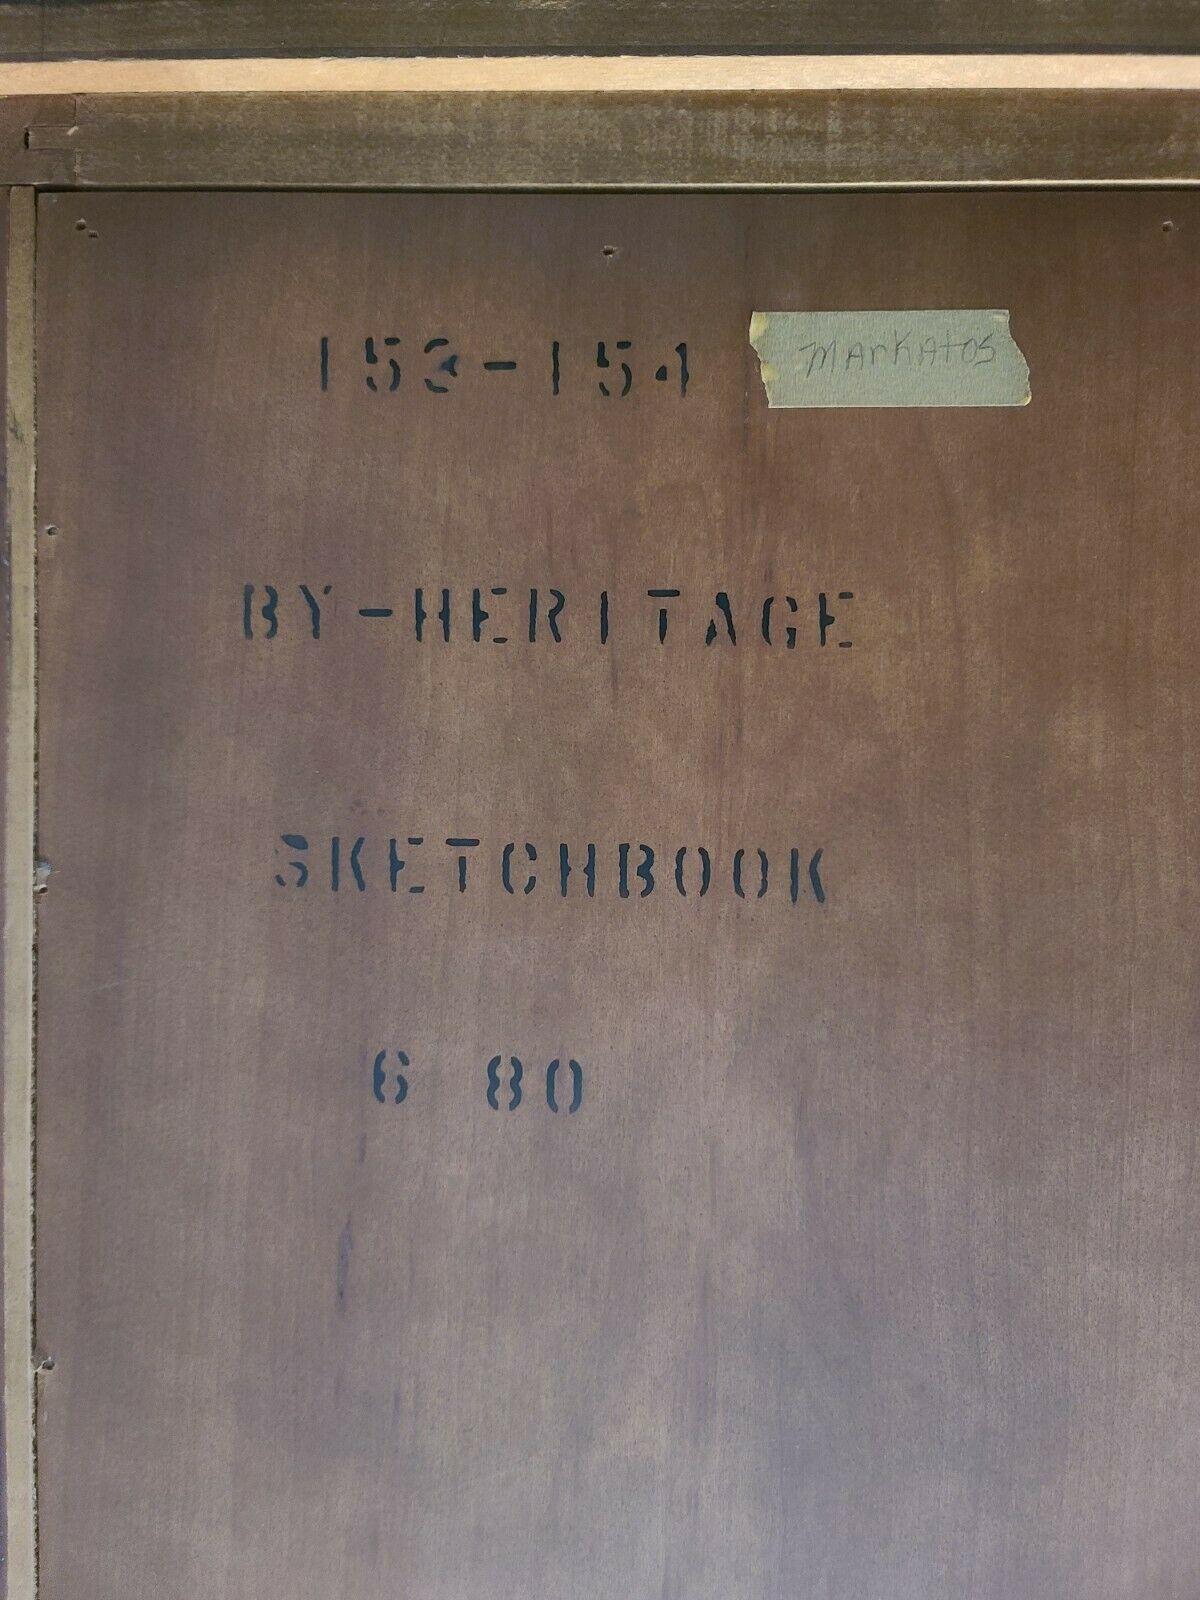 153-154
MarKAtos
BY-HERITAGE
SKETCHBOOK
6 80